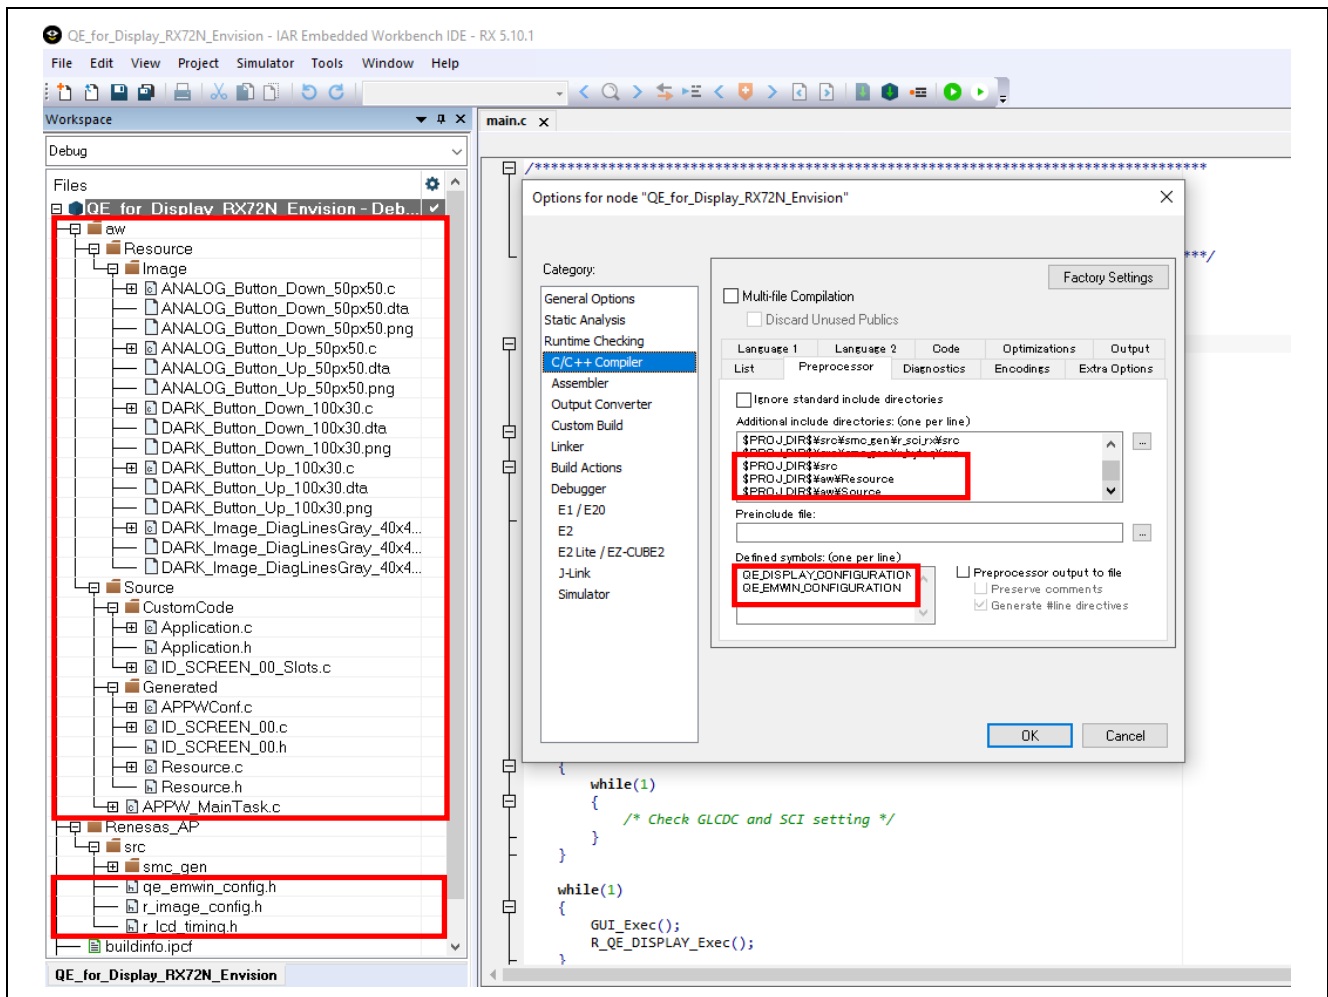 QE_for_Display_RX72N_Envision - IAR Embedded Workbench IDE - RX 5.10.1
File Edit View Project Simulator Tools Window Help
Workspace
Debug
Files
QE_for_Display_RX72N_Envision - Deb...
aw
Resource
Image
ANALOG_Button_Down_50px50.c
ANALOG_Button_Down_50px50.dta
ANALOG_Button_Down_50px50.png
ANALOG_Button_Up_50px50.c
ANALOG_Button_Up_50px50.dta
ANALOG_Button_Up_50px50.png
DARK_Button_Down_100x30.c
DARK_Button_Down_100x30.dta
DARK_Button_Down_100x30.png
DARK_Button_Up_100x30.c
DARK_Button_Up_100x30.dta
DARK_Button_Up_100x30.png
DARK_Image_DiagLinesGray_40x4...
DARK_Image_DiagLinesGray_40x4...
DARK_Image_DiagLinesGray_40x4...
Source
CustomCode
Application.c
Application.h
ID_SCREEN_00_Slots.c
Generated
APPWConf.c
ID_SCREEN_00.c
ID_SCREEN_00.h
Resource.c
Resource.h
APPW_MainTask.c
Renesas_AP
src
smc_gen
qe_emwin_config.h
r_image_config.h
r_lcd_timing.h
buildinfo.ipcf
QE_for_Display_RX72N_Envision
main.c
Options for node "QE_for_Display_RX72N_Envision"
Category:
General Options
Static Analysis
Runtime Checking
C/C++ Compiler
Assembler
Output Converter
Custom Build
Linker
Build Actions
Debugger
E1 / E20
E2
E2 Lite / EZ-CUBE2
J-Link
Simulator
Factory Settings
Multi-file Compilation
Discard Unused Publics
Language 1 Language 2 Code Optimizations Output
List Preprocessor Diagnostics Encodings Extra Options
Ignore standard include directories
Additional include directories: (one per line)
$PROJ_DIR$¥src¥smc_gen¥r_sci_rx¥src
$PROJ_DIR$¥src¥smc_gen¥r_byteq¥src
$PROJ_DIR$¥src
$PROJ_DIR$¥aw¥Resource
$PROJ_DIR$¥aw¥Source
Preinclude file:
Defined symbols: (one per line)
QE_DISPLAY_CONFIGURATION
QE_EMWIN_CONFIGURATION
Preprocessor output to file
Preserve comments
Generate #line directives
OK Cancel
{
while(1)
{
/* Check GLCDC and SCI setting */
}
}
while(1)
{
GUI_Exec();
R_QE_DISPLAY_Exec();
}